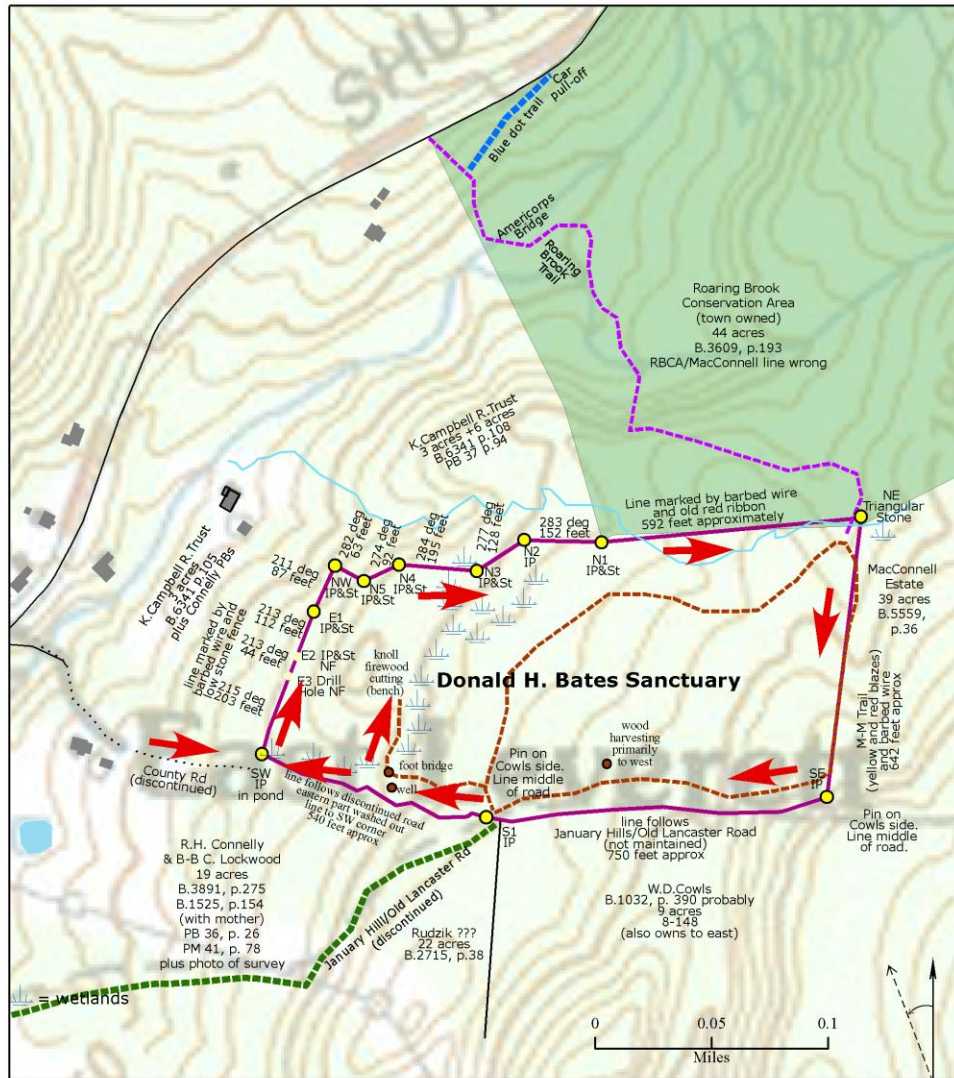 SHUT
Car
pull-off
Blue dot trail
Americorps
Bridge
Roaring
Brook
Trail
Roaring Brook
Conservation Area
(town owned)
44 acres
B.3609, p.193
RBCA/MacConnell line wrong
K.Campbell R.Trust
3 acres +6 acres
B.6341 p.108
PB 37 p.94
K.Campbell R.Trust
3 acres
B.6341 p.105
plus Connelly PBs
line marked by
barbed wire and
low stone fence
211 deg
87 feet
282 deg
63 feet
274 deg
92 feet
284 deg
195 feet
277 deg
128 feet
283 deg
152 feet
Line marked by barbed wire
and old red ribbon
592 feet approximately
NE
Triangular
Stone
NW
IP&St
N5
IP&St
N4
IP&St
N3
IP&St
N2
IP
N1
IP&St
213 deg
112 feet
E1
IP&St
213 deg
44 feet
E2 IP&St
NF
215 deg
203 feet
E3 Drill
Hole NF
knoll
firewood
cutting
(bench)
Donald H. Bates Sanctuary
MacConnell
Estate
39 acres
B.5559,
p.36
M-M Trail
(yellow and red blazes)
and barbed wire
642 feet approx
wood
harvesting
primarily
to west
Pin on
Cowls side.
Line middle
of road.
foot bridge
well
County Rd
(discontinued)
SW
IP
in pond
line follows discontinued road
eastern part washed out
line to SW corner
540 feet approx
S1
IP
SE
IP
Pin on
Cowls side.
Line middle
of road.
line follows
January Hills/Old Lancaster Road
(not maintained)
750 feet approx
R.H. Connelly
& B-B C. Lockwood
19 acres
B.3891, p.275
B.1525, p.154
(with mother)
PB 36, p. 26
PM 41, p. 78
plus photo of survey
January Hilll/Old Lancaster Rd
(discontinued)
Rudzik ???
22 acres
B.2715, p.38
W.D.Cowls
B.1032, p. 390 probably
9 acres
8-148
(also owns to east)
= wetlands
0 0.05 0.1
Miles